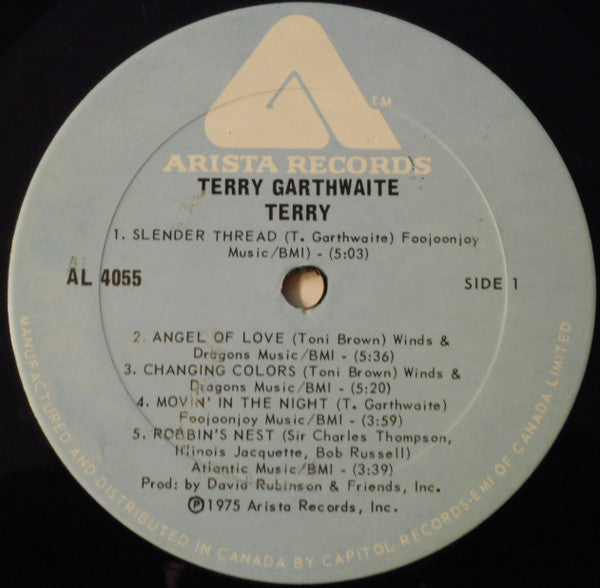 TM
ARISTA RECORDS
TERRY GARTHWAITE
TERRY
1. SLENDER THREAD (T. Garthwaite) Foojoonjoy
Music/BMI) - (5:03)
AL 4055
SIDE 1
2. ANGEL OF LOVE (Toni Brown) Winds &
Dragons Music/BMI - (5:36)
3. CHANGING COLORS (Toni Brown) Winds &
Dragons Music/BMI - (5:20)
4. MOVIN' IN THE NIGHT (T. Garthwaite)
Foojoonjoy Music/BMI - (3:59)
5. ROBBIN'S NEST (Sir Charles Thompson,
Illinois Jacquette, Bob Russell)
Atlantic Music/BMI - (3:39)
Prod: by David Rubinson & Friends, Inc.
Ⓟ1975 Arista Records, Inc.
MANUFACTURED AND DISTRIBUTED IN CANADA BY CAPITOL RECORDS-EMI OF CANADA LIMITED